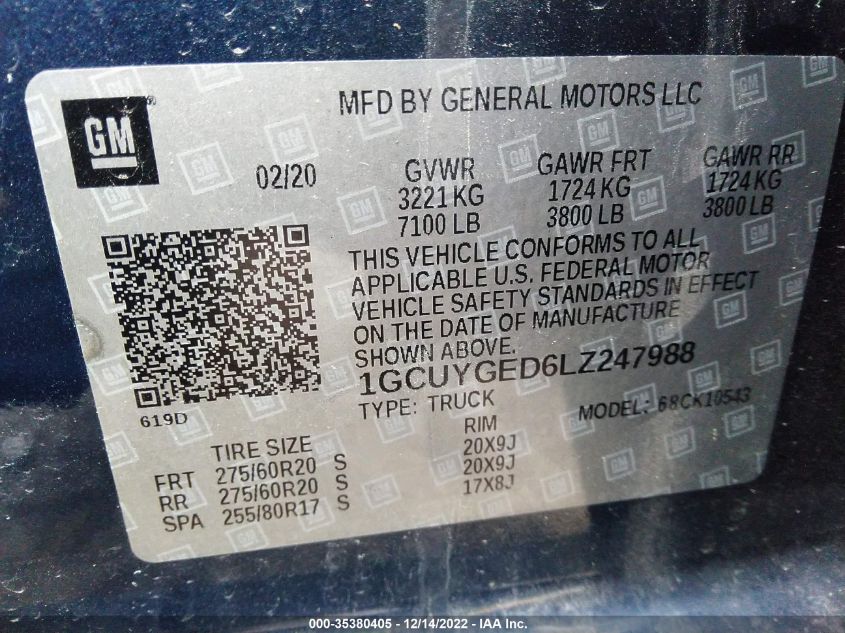 GM
MFD BY GENERAL MOTORS LLC
02/20
GVWR GAWR FRT GAWR RR
3221 KG 1724 KG 1724 KG
7100 LB 3800 LB 3800 LB
THIS VEHICLE CONFORMS TO ALL
APPLICABLE U.S. FEDERAL MOTOR
VEHICLE SAFETY STANDARDS IN EFFECT
ON THE DATE OF MANUFACTURE
SHOWN ABOVE.
1GCUYGED6LZ247988
TYPE: TRUCK MODEL: 68CK10543
619D
TIRE SIZE RIM
FRT 275/60R20 S 20X9J
RR 275/60R20 S 20X9J
SPA 255/80R17 S 17X8J
000-35380405 - 12/14/2022 - IAA Inc.